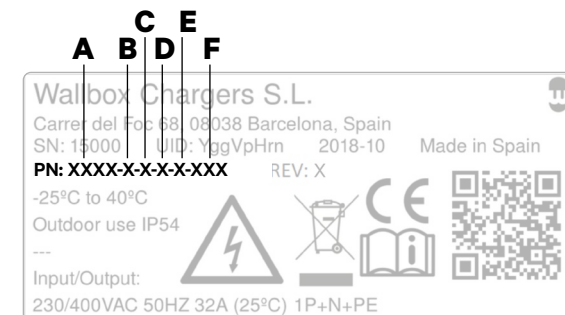 C E
A B D F
Wallbox Chargers S.L.
Carrer del Foc 68, 08038 Barcelona, Spain
SN: 15000 UID: YggVpHrn 2018-10 Made in Spain
PN: XXXX-X-X-X-X-XXX REV: X
-25ºC to 40ºC
Outdoor use IP54
---
Input/Output:
230/400VAC 50HZ 32A (25ºC) 1P+N+PE
CE
i